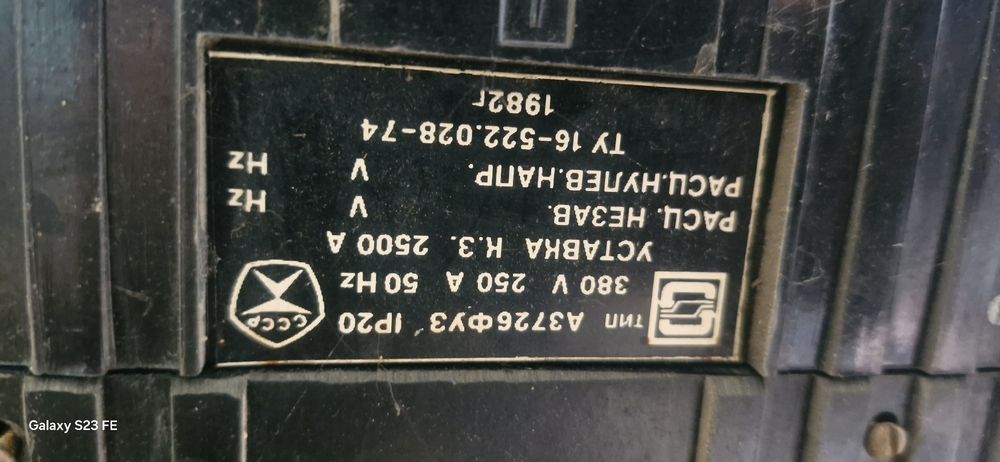 ТИП А3726ФУ3 IP20
СССР
380 V 250 A 50 Hz
УСТАВКА К.З. 2500 А
РАСЦ. НЕЗАВ. V Hz
РАСЦ.НУЛЕВ.НАПР. V Hz
ТУ 16-522.028-74
1982г
Galaxy S23 FE